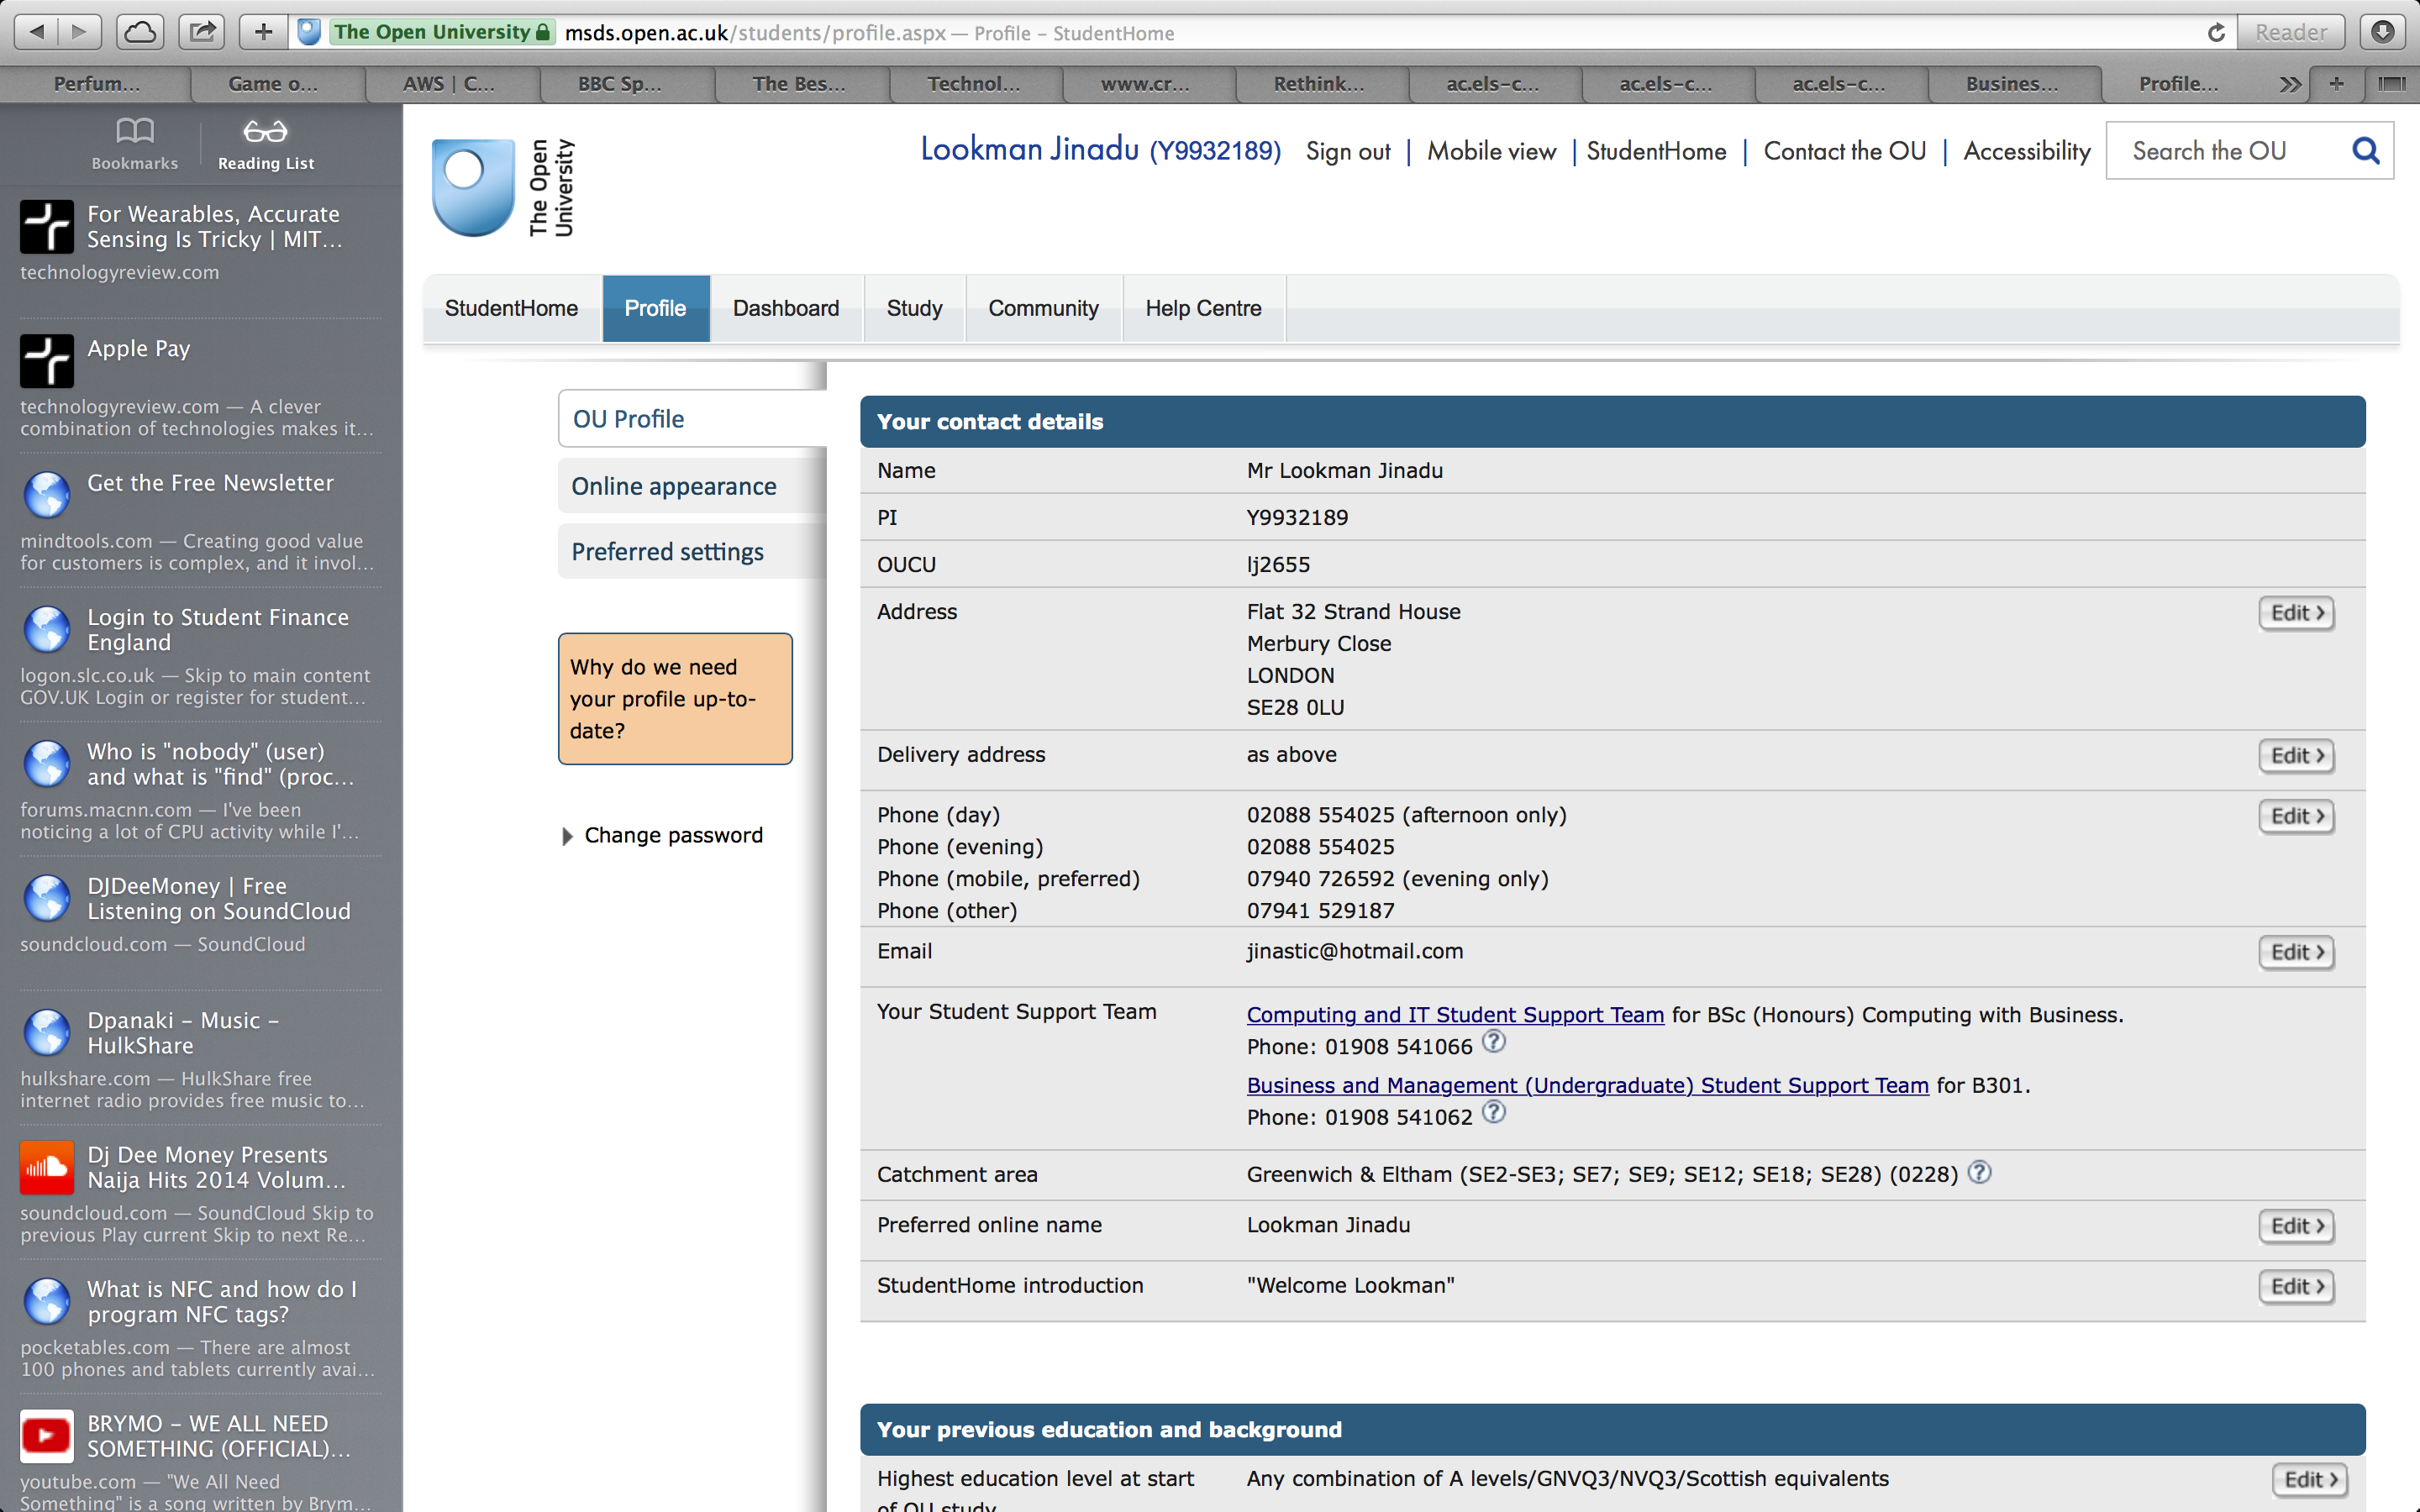 The Open University
msds.open.ac.uk/students/profile.aspx — Profile – StudentHome
Reader
Perfum...
Game o...
AWS | C...
BBC Sp...
The Bes...
Technol...
www.cr...
Rethink...
ac.els-c...
ac.els-c...
ac.els-c...
Busines...
Profile...
Bookmarks
Reading List
For Wearables, Accurate
Sensing Is Tricky | MIT...
technologyreview.com
Apple Pay
technologyreview.com — A clever
combination of technologies makes it...
Get the Free Newsletter
mindtools.com — Creating good value
for customers is complex, and it invol...
Login to Student Finance
England
logon.slc.co.uk — Skip to main content
GOV.UK Login or register for student...
Who is "nobody" (user)
and what is "find" (proc...
forums.macnn.com — I've been
noticing a lot of CPU activity while I'...
DJDeeMoney | Free
Listening on SoundCloud
soundcloud.com — SoundCloud
Dpanaki – Music –
HulkShare
hulkshare.com — HulkShare free
internet radio provides free music to...
Dj Dee Money Presents
Naija Hits 2014 Volum...
soundcloud.com — SoundCloud Skip to
previous Play current Skip to next Re...
What is NFC and how do I
program NFC tags?
pocketables.com — There are almost
100 phones and tablets currently avai...
BRYMO – WE ALL NEED
SOMETHING (OFFICIAL)...
youtube.com — "We All Need
Something" is a song written by Brym...
The Open
University
Lookman Jinadu (Y9932189) Sign out | Mobile view | StudentHome | Contact the OU | Accessibility
Search the OU
StudentHome
Profile
Dashboard
Study
Community
Help Centre
OU Profile
Online appearance
Preferred settings
Why do we need
your profile up-to-
date?
Change password
Your contact details
Name Mr Lookman Jinadu
PI Y9932189
OUCU lj2655
Address Flat 32 Strand House Edit >
Merbury Close
LONDON
SE28 0LU
Delivery address as above Edit >
Phone (day) 02088 554025 (afternoon only) Edit >
Phone (evening) 02088 554025
Phone (mobile, preferred) 07940 726592 (evening only)
Phone (other) 07941 529187
Email jinastic@hotmail.com Edit >
Your Student Support Team Computing and IT Student Support Team for BSc (Honours) Computing with Business.
Phone: 01908 541066 ?
Business and Management (Undergraduate) Student Support Team for B301.
Phone: 01908 541062 ?
Catchment area Greenwich & Eltham (SE2-SE3; SE7; SE9; SE12; SE18; SE28) (0228) ?
Preferred online name Lookman Jinadu Edit >
StudentHome introduction "Welcome Lookman" Edit >
Your previous education and background
Highest education level at start Any combination of A levels/GNVQ3/NVQ3/Scottish equivalents Edit >
of OU study